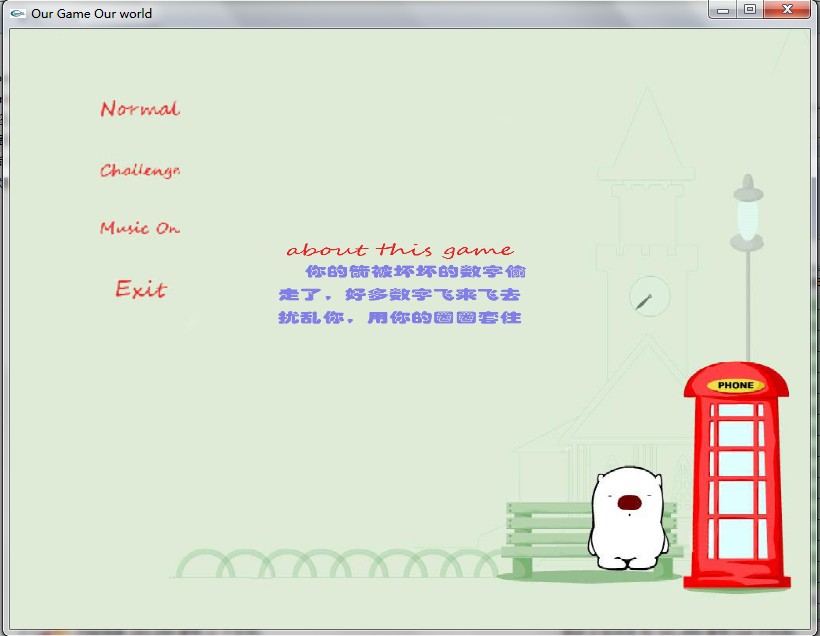 Our Game Our world
Normal
Challenge
Music On
Exit
about this game
你的箭被坏坏的数字偷
走了，好多数字飞来飞去
扰乱你，用你的圈圈套住
PHONE